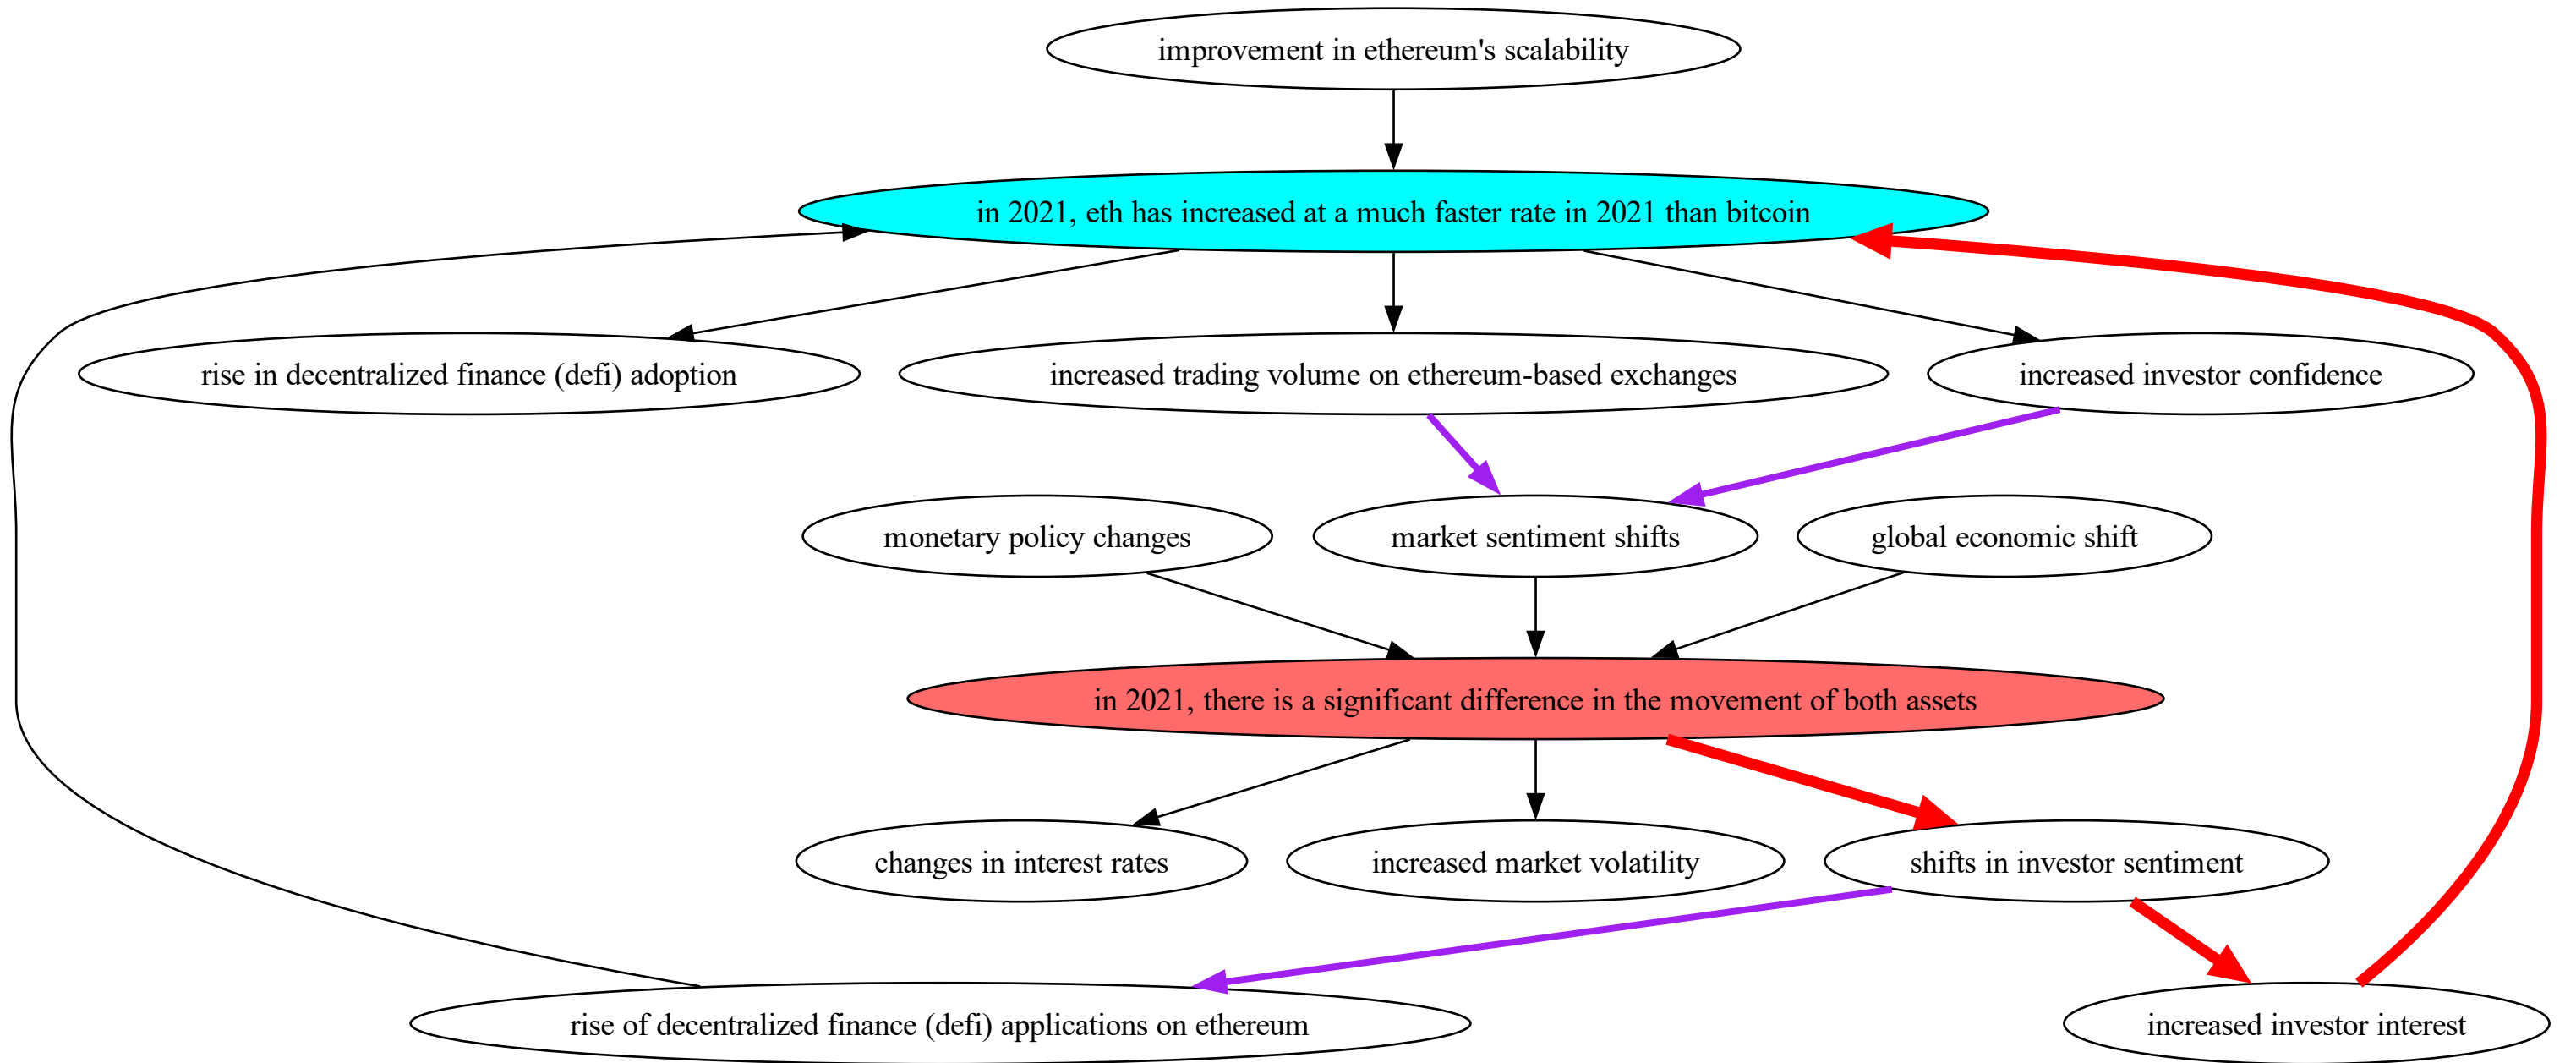 improvement in ethereum's scalability
in 2021, eth has increased at a much faster rate in 2021 than bitcoin
rise in decentralized finance (defi) adoption
increased trading volume on ethereum-based exchanges
increased investor confidence
monetary policy changes
market sentiment shifts
global economic shift
in 2021, there is a significant difference in the movement of both assets
changes in interest rates
increased market volatility
shifts in investor sentiment
rise of decentralized finance (defi) applications on ethereum
increased investor interest